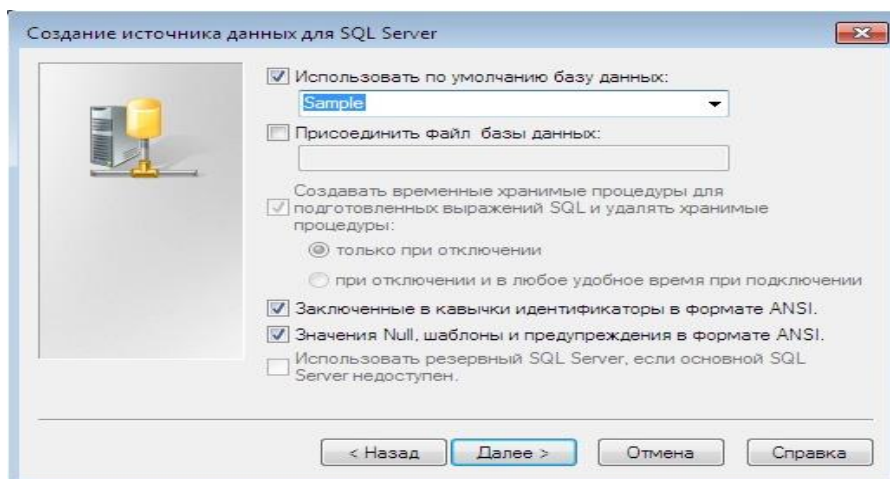 Создание источника данных для SQL Server
Использовать по умолчанию базу данных:
Sample
Присоединить файл базы данных:
Создавать временные хранимые процедуры для
подготовленных выражений SQL и удалять хранимые
процедуры:
только при отключении
при отключении и в любое удобное время при подключении
Заключенные в кавычки идентификаторы в формате ANSI.
Значения Null, шаблоны и предупреждения в формате ANSI.
Использовать резервный SQL Server, если основной SQL
Server недоступен.
< Назад Далее > Отмена Справка